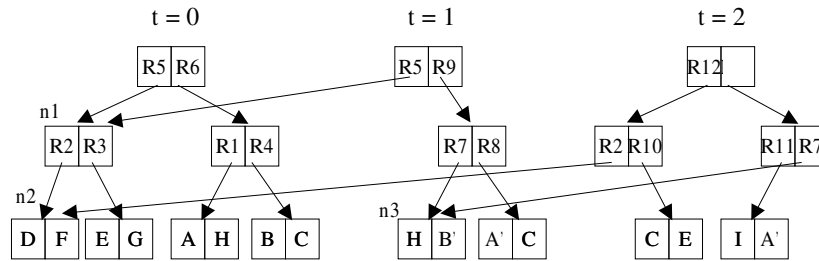 t = 0 t = 1 t = 2
R5 R6 R5 R9 R12
n1
R2 R3 R1 R4 R7 R8 R2 R10 R11 R7
n2 n3
D F E G A H B C H B' A' C C E I A'